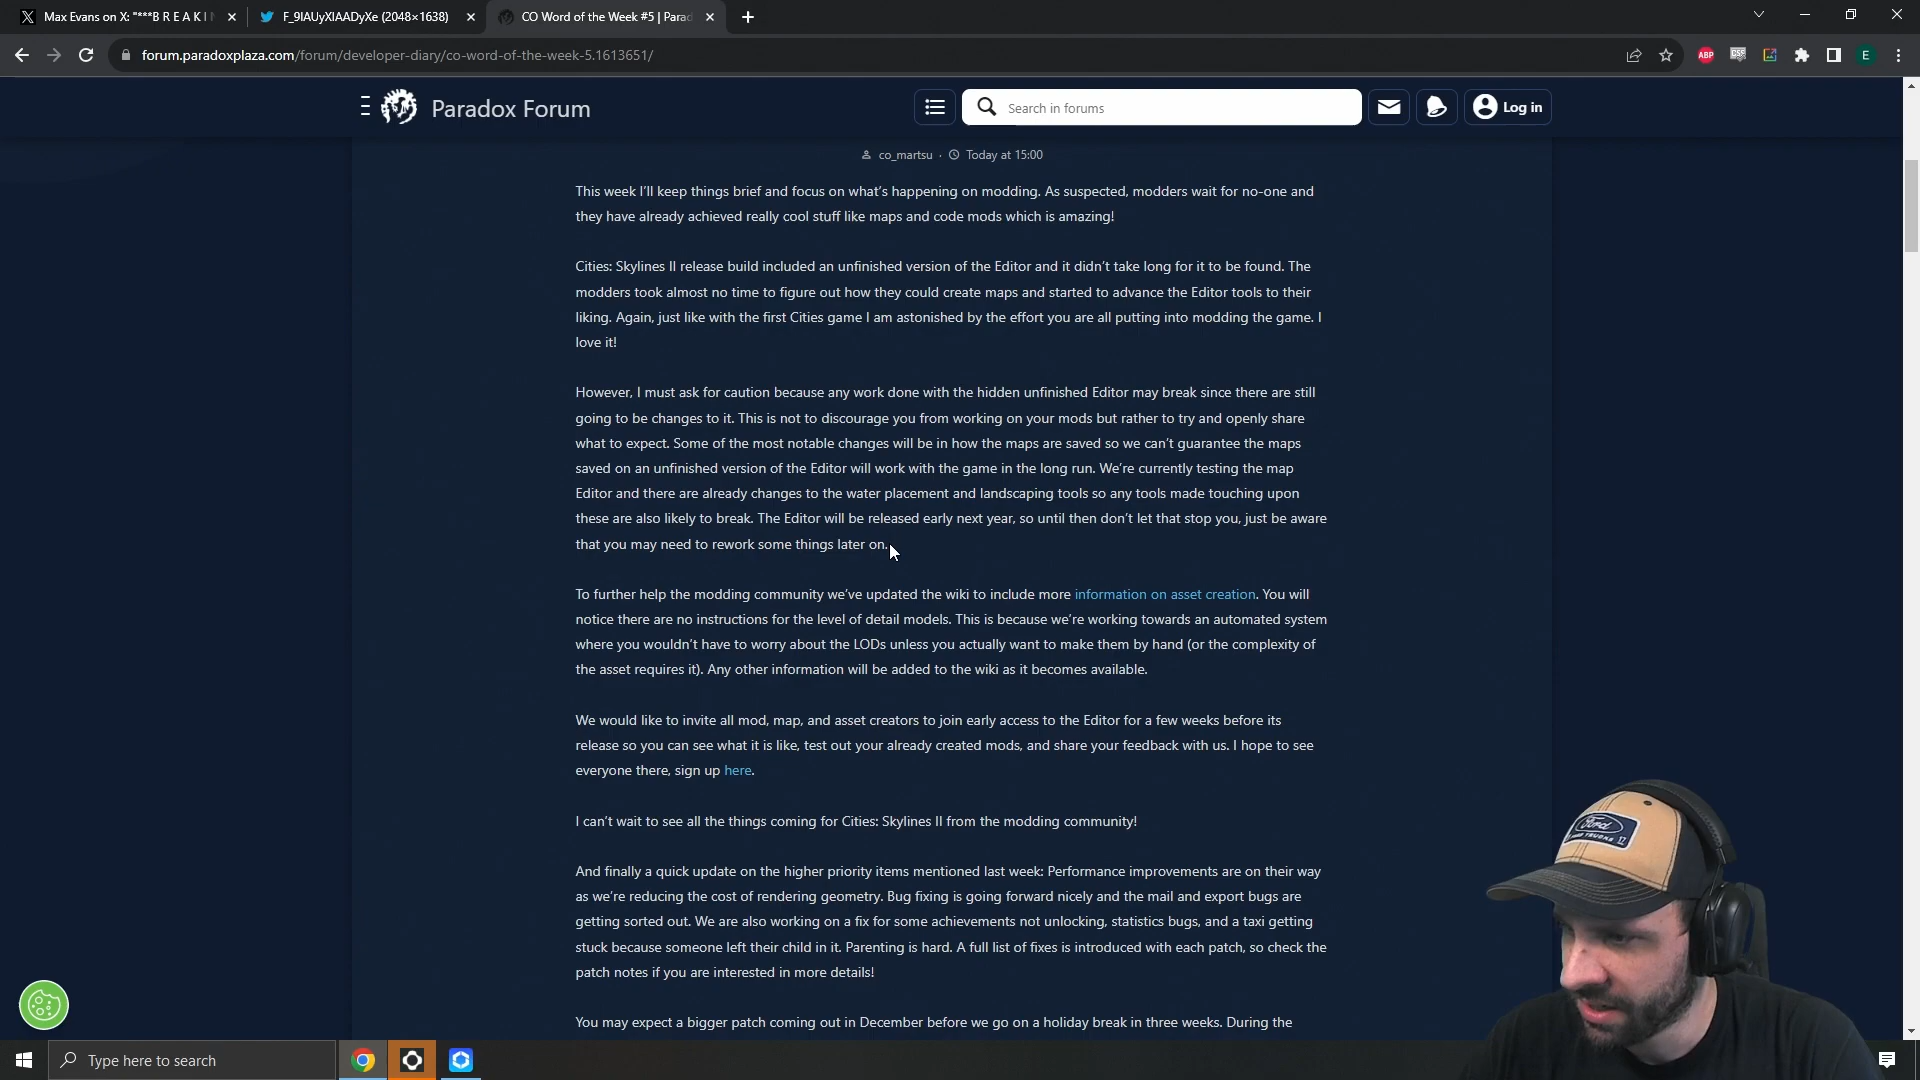 Max Evans on X: "***B R E A K I N
F_9IAUyXIAADyXe (2048×1638)
CO Word of the Week #5 | Parad
forum.paradoxplaza.com/forum/developer-diary/co-word-of-the-week-5.1613651/
ABP
E
Paradox Forum
Search in forums
Log in
co_martsu · Today at 15:00
This week I'll keep things brief and focus on what's happening on modding. As suspected, modders wait for no-one and
they have already achieved really cool stuff like maps and code mods which is amazing!
Cities: Skylines II release build included an unfinished version of the Editor and it didn't take long for it to be found. The
modders took almost no time to figure out how they could create maps and started to advance the Editor tools to their
liking. Again, just like with the first Cities game I am astonished by the effort you are all putting into modding the game. I
love it!
However, I must ask for caution because any work done with the hidden unfinished Editor may break since there are still
going to be changes to it. This is not to discourage you from working on your mods but rather to try and openly share
what to expect. Some of the most notable changes will be in how the maps are saved so we can't guarantee the maps
saved on an unfinished version of the Editor will work with the game in the long run. We're currently testing the map
Editor and there are already changes to the water placement and landscaping tools so any tools made touching upon
these are also likely to break. The Editor will be released early next year, so until then don't let that stop you, just be aware
that you may need to rework some things later on.
To further help the modding community we've updated the wiki to include more information on asset creation. You will
notice there are no instructions for the level of detail models. This is because we're working towards an automated system
where you wouldn't have to worry about the LODs unless you actually want to make them by hand (or the complexity of
the asset requires it). Any other information will be added to the wiki as it becomes available.
We would like to invite all mod, map, and asset creators to join early access to the Editor for a few weeks before its
release so you can see what it is like, test out your already created mods, and share your feedback with us. I hope to see
everyone there, sign up here.
I can't wait to see all the things coming for Cities: Skylines II from the modding community!
And finally a quick update on the higher priority items mentioned last week: Performance improvements are on their way
as we're reducing the cost of rendering geometry. Bug fixing is going forward nicely and the mail and export bugs are
getting sorted out. We are also working on a fix for some achievements not unlocking, statistics bugs, and a taxi getting
stuck because someone left their child in it. Parenting is hard. A full list of fixes is introduced with each patch, so check the
patch notes if you are interested in more details!
You may expect a bigger patch coming out in December before we go on a holiday break in three weeks. During the
Ford
Type here to search